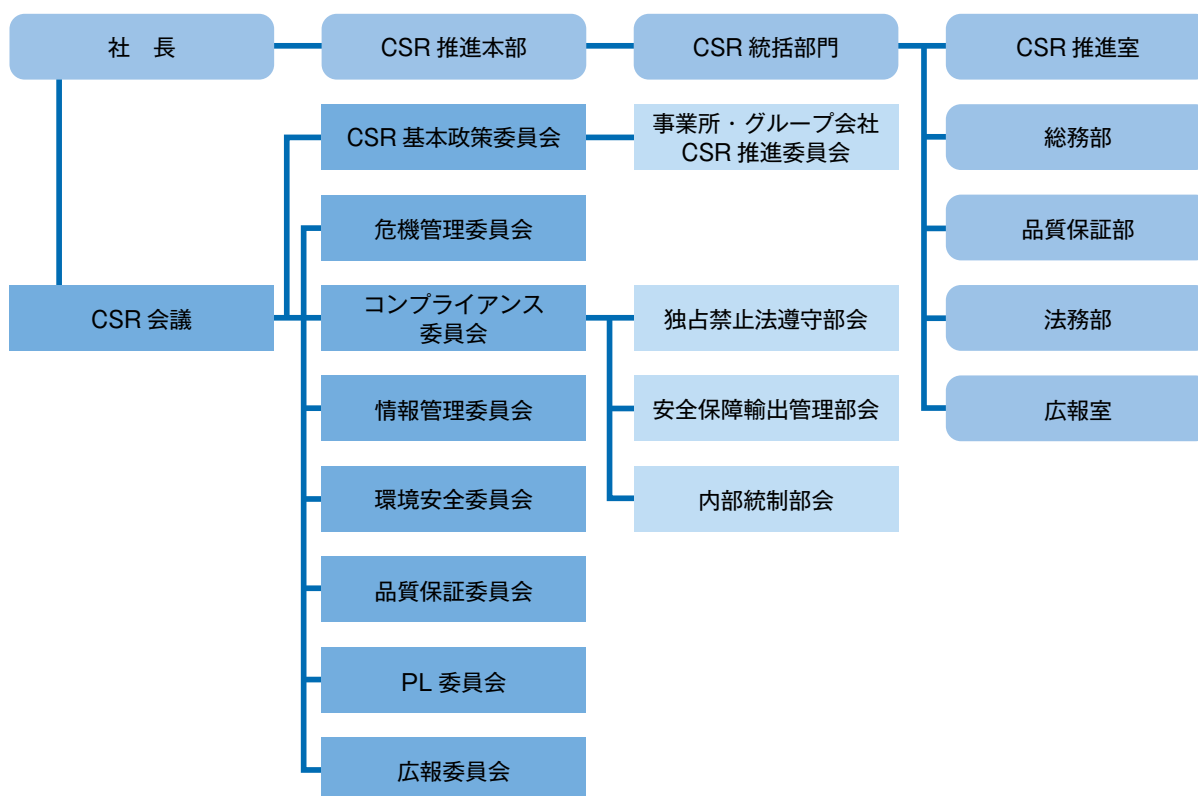 社　長
CSR 推進本部
CSR 統括部門
CSR 推進室
CSR 基本政策委員会
事業所・グループ会社
CSR 推進委員会
総務部
危機管理委員会
品質保証部
CSR 会議
コンプライアンス
委員会
独占禁止法遵守部会
法務部
情報管理委員会
安全保障輸出管理部会
広報室
環境安全委員会
内部統制部会
品質保証委員会
PL 委員会
広報委員会